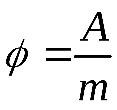 ϕ = A/m